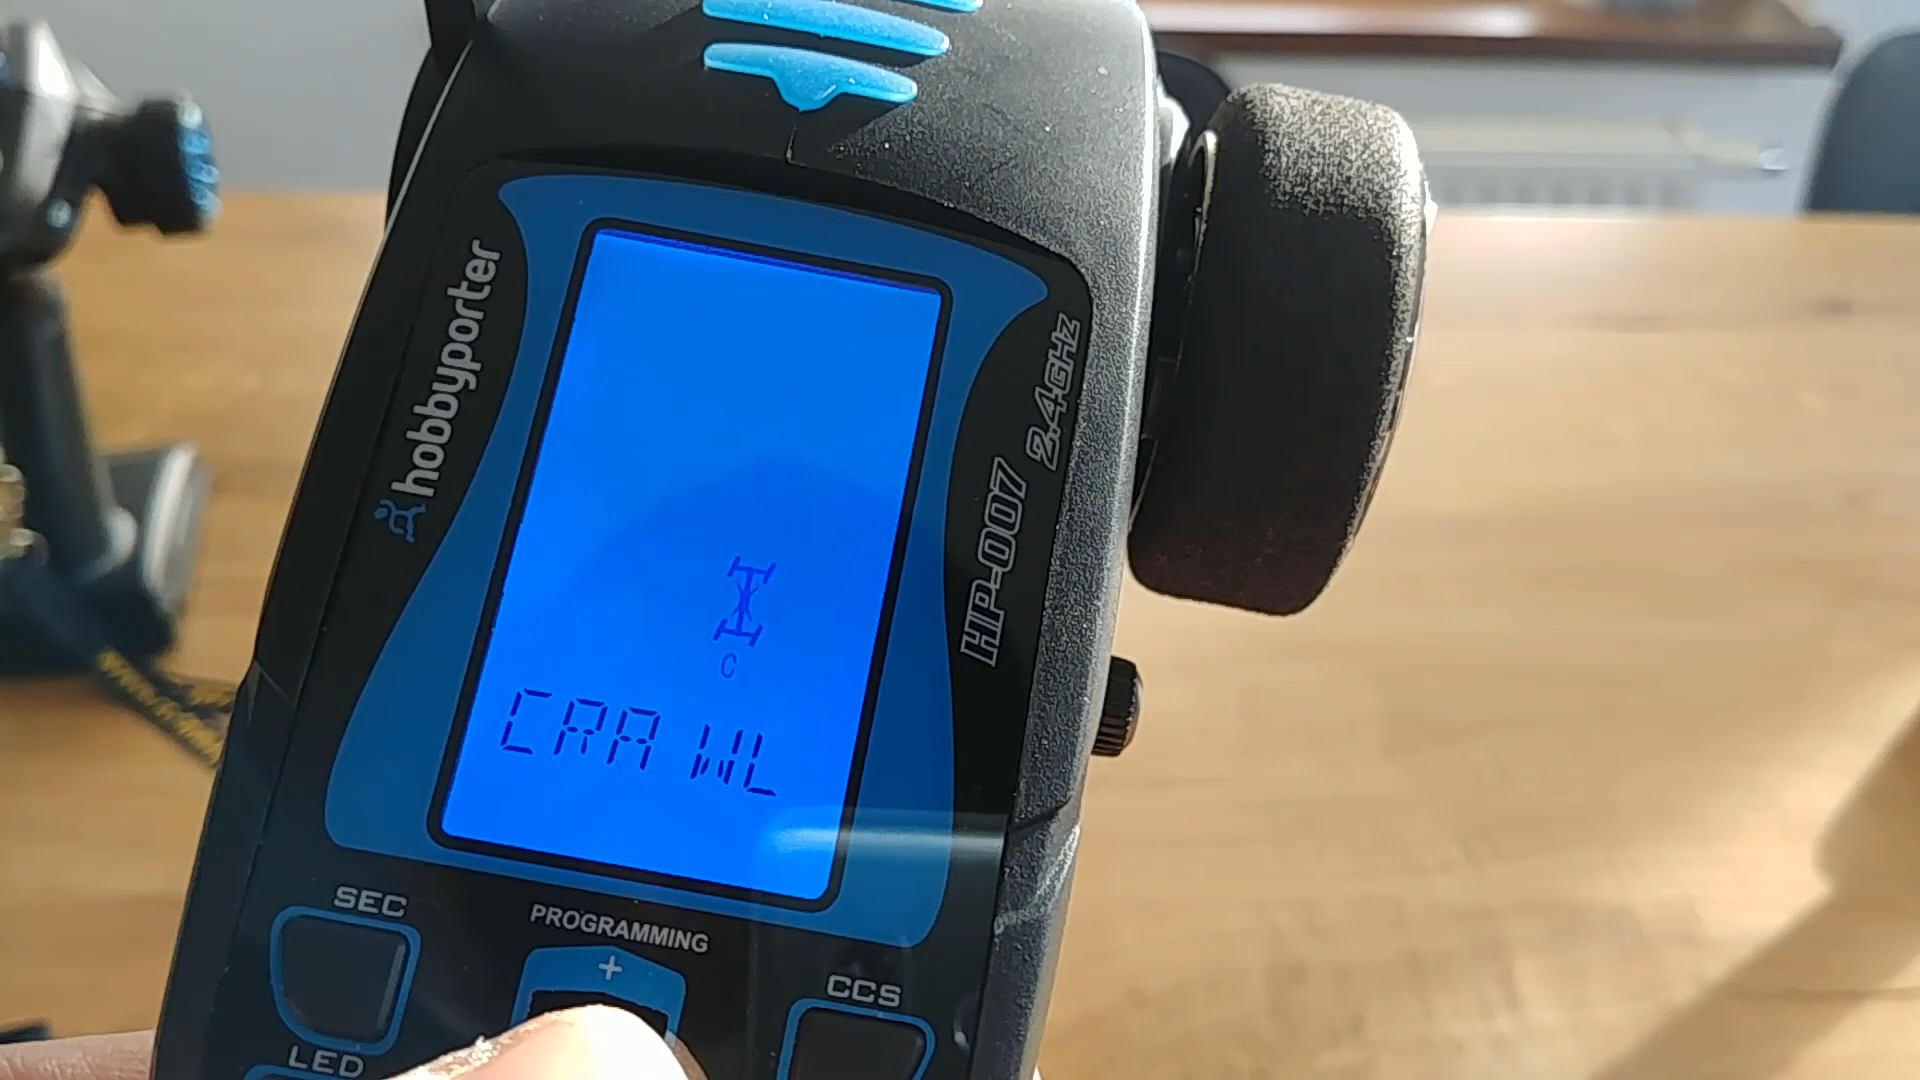 hobbyporter
HP-007 2.4GHz
C
CRAWL
SEC
PROGRAMMING
+
CCS
LED